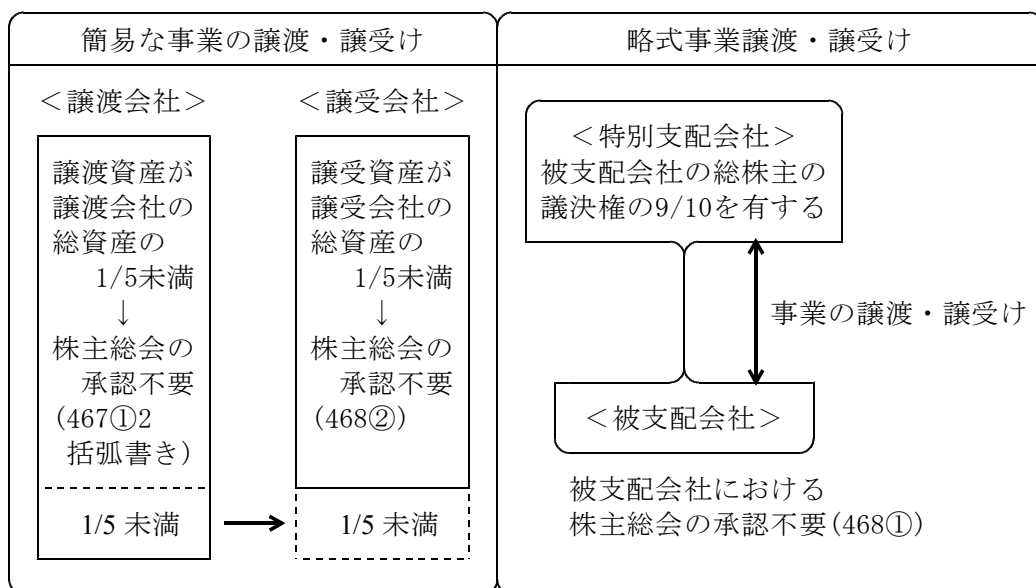 簡易な事業の譲渡・譲受け
＜譲渡会社＞
譲渡資産が
譲渡会社の
総資産の
1/5未満
↓
株主総会の
承認不要
(467①2
括弧書き)
1/5 未満
＜譲受会社＞
譲受資産が
譲受会社の
総資産の
1/5未満
↓
株主総会の
承認不要
(468②)
1/5 未満
略式事業譲渡・譲受け
＜特別支配会社＞
被支配会社の総株主の
議決権の9/10を有する
事業の譲渡・譲受け
＜被支配会社＞
被支配会社における
株主総会の承認不要(468①)